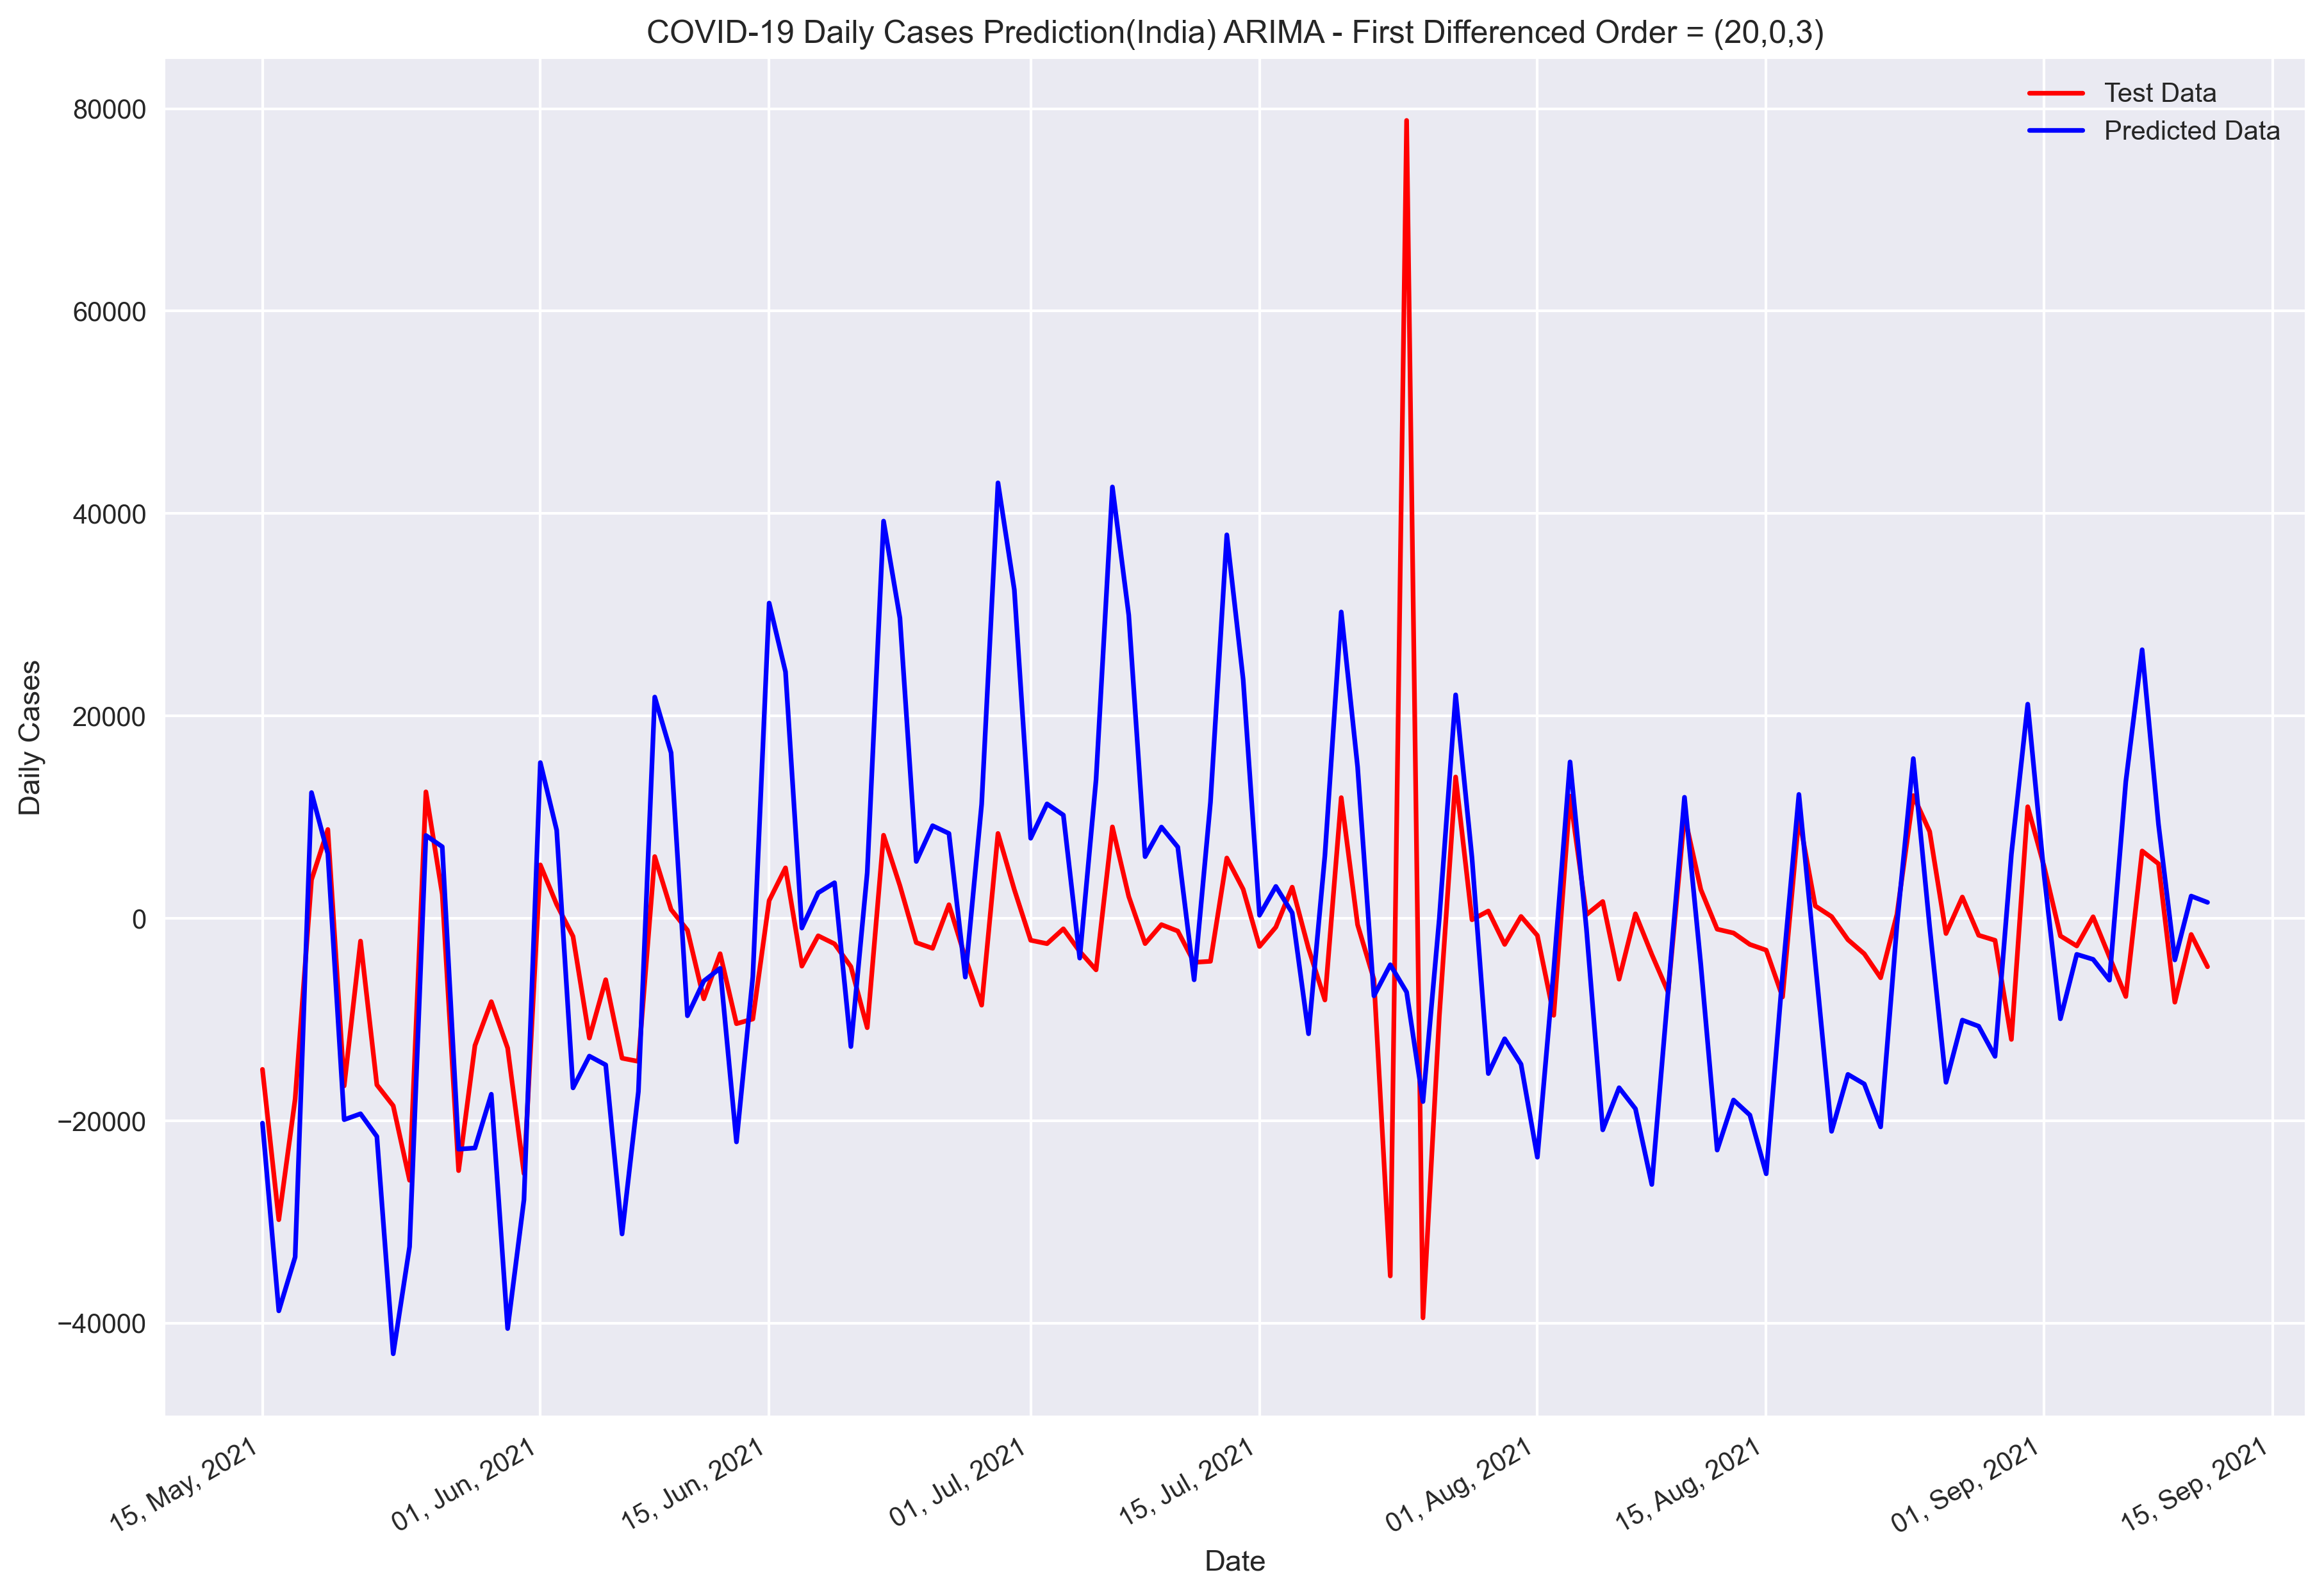 COVID-19 Daily Cases Prediction(India) ARIMA - First Differenced Order = (20,0,3)
Test Data
Predicted Data
80000
60000
40000
20000
0
−20000
−40000
Daily Cases
15, May, 2021
01, Jun, 2021
15, Jun, 2021
01, Jul, 2021
15, Jul, 2021
01, Aug, 2021
15, Aug, 2021
01, Sep, 2021
15, Sep, 2021
Date